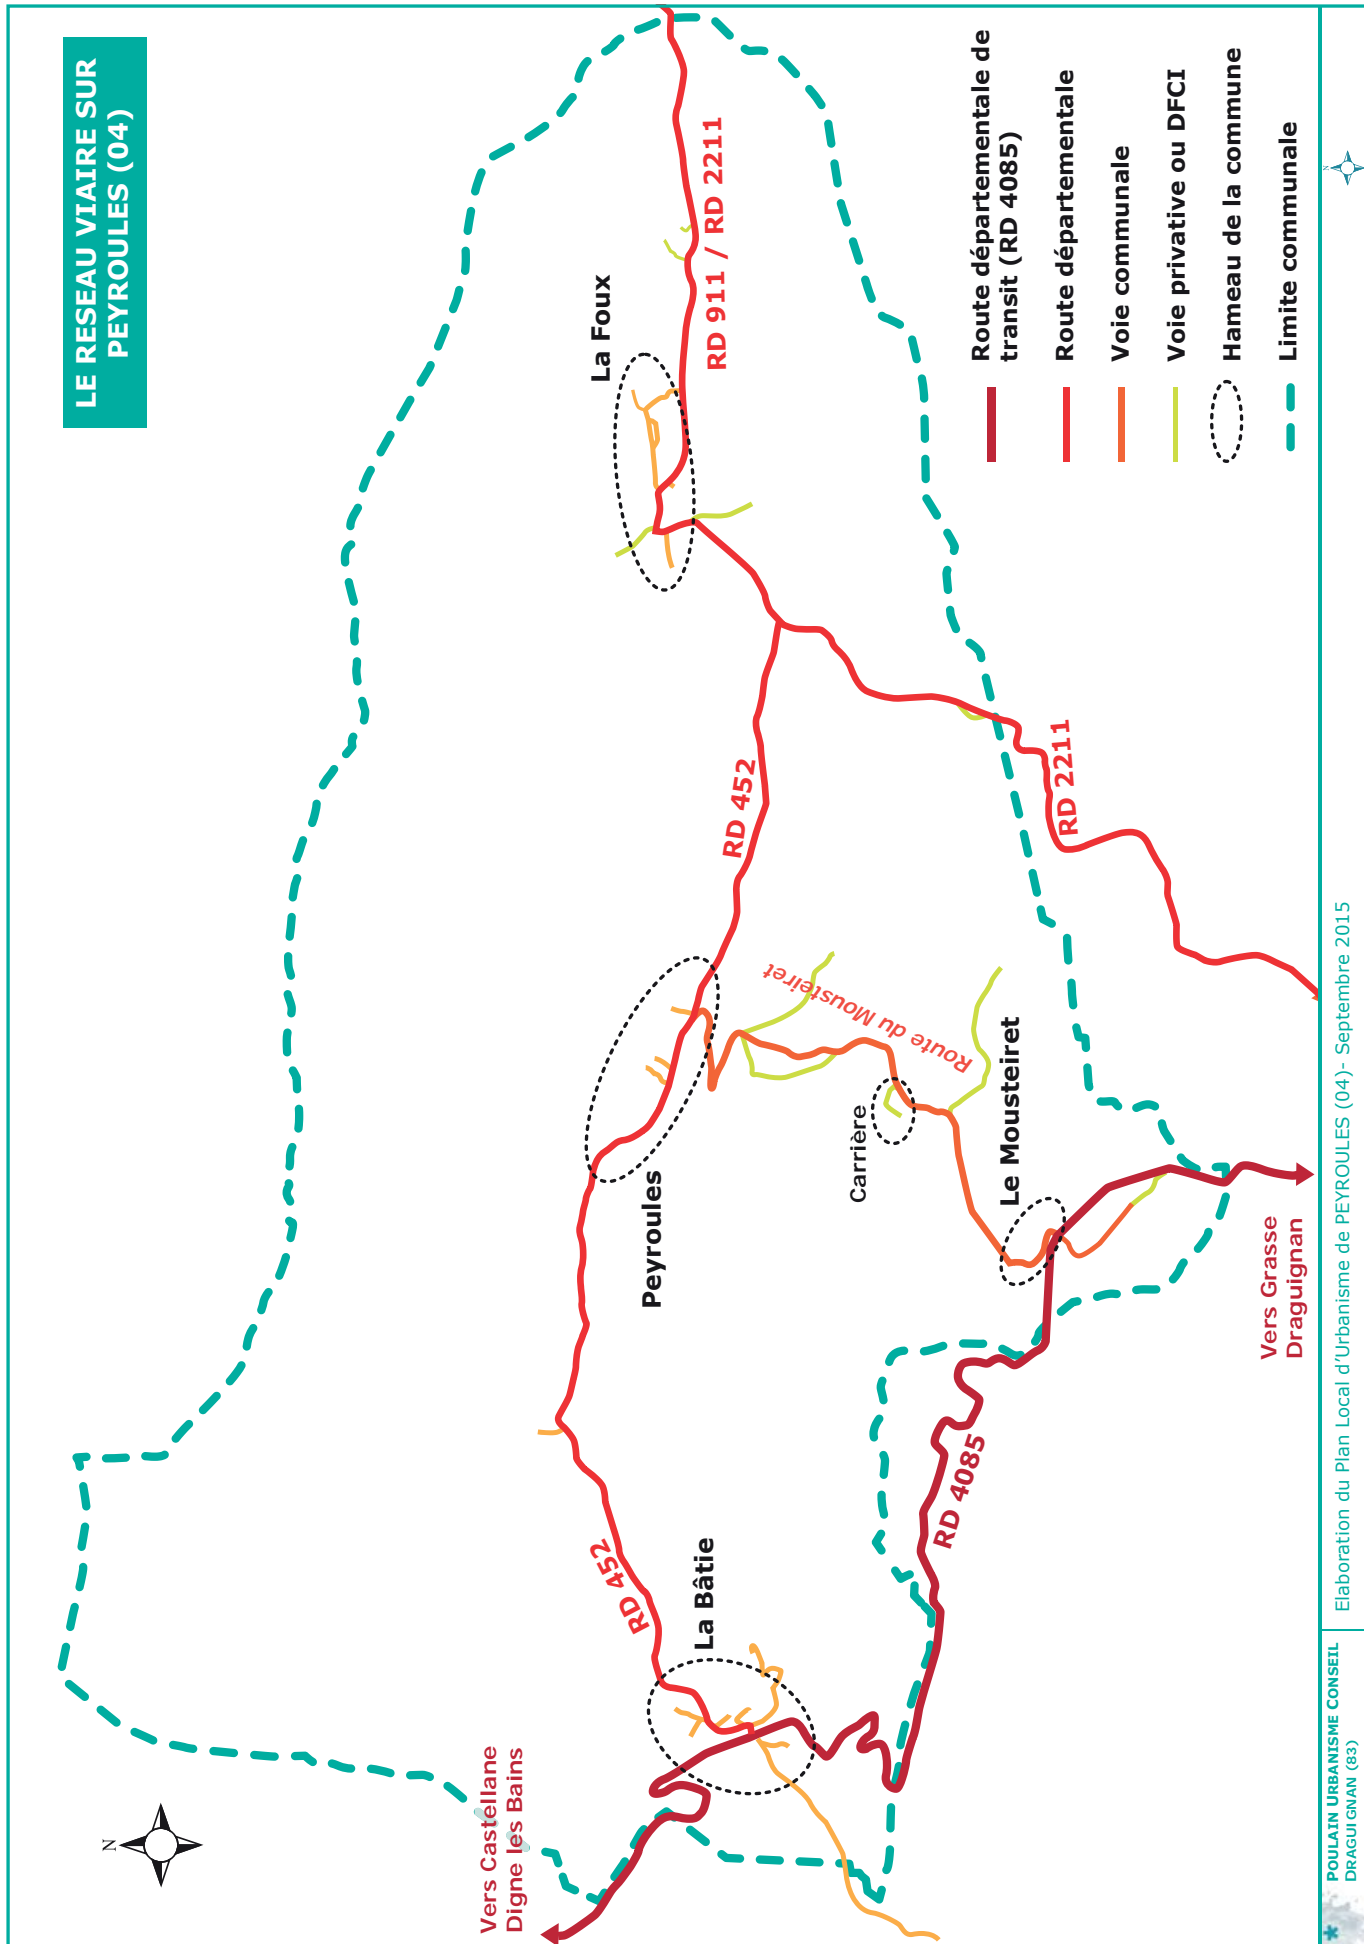 LE RESEAU VIAIRE SUR
PEYROULES (04)
N
La Foux
RD 911 / RD 2211
RD 452
RD 2211
Peyroules
Route du Mousteiret
Carrière
Le Mousteiret
RD 452
La Bâtie
RD 4085
Vers Castellane
Digne les Bains
Vers Grasse
Draguignan
Route départementale de
transit (RD 4085)
Route départementale
Voie communale
Voie privative ou DFCI
Hameau de la commune
Limite communale
N
POULAIN URBANISME CONSEIL
DRAGUIGNAN (83)
Elaboration du Plan Local d'Urbanisme de PEYROULES (04)- Septembre 2015